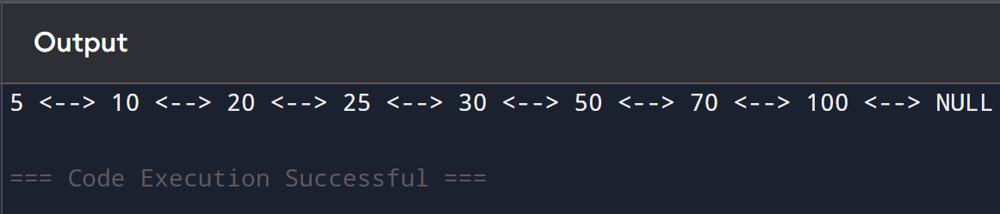 Output
5 <--> 10 <--> 20 <--> 25 <--> 30 <--> 50 <--> 70 <--> 100 <--> NULL
=== Code Execution Successful ===